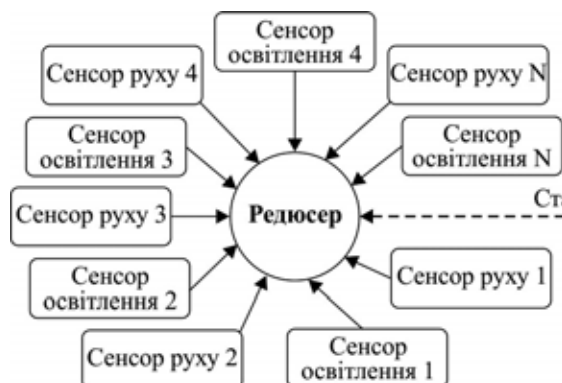 Сенсор
освітлення 4
Сенсор руху 4
Сенсор руху N
Сенсор
освітлення 3
Сенсор
освітлення N
Сенсор руху 3
Редюсер
Сенсор
освітлення 2
Сенсор руху 1
Сенсор руху 2
Сенсор
освітлення 1